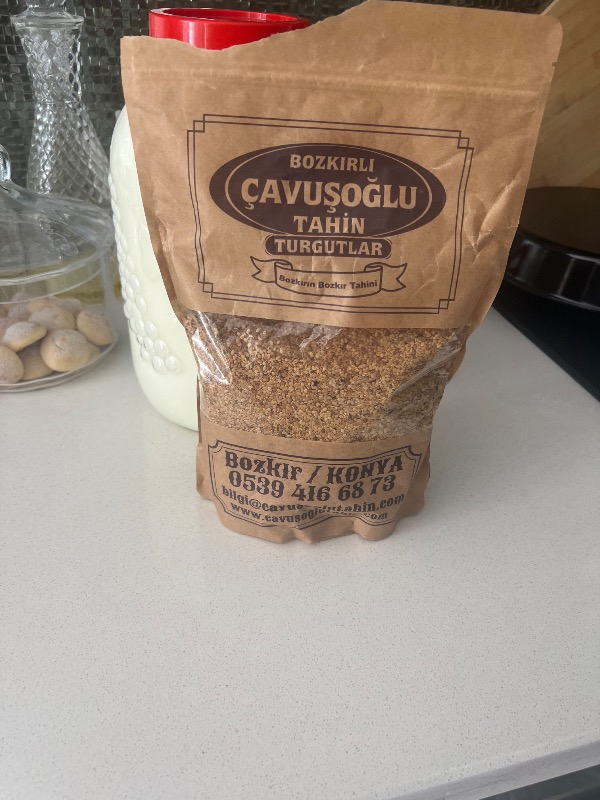 BOZKIRLI
ÇAVUŞOĞLU
TAHİN
TURGUTLAR
Bozkırın Bozkır Tahini
Bozkır / KONYA
0539 416 68 73